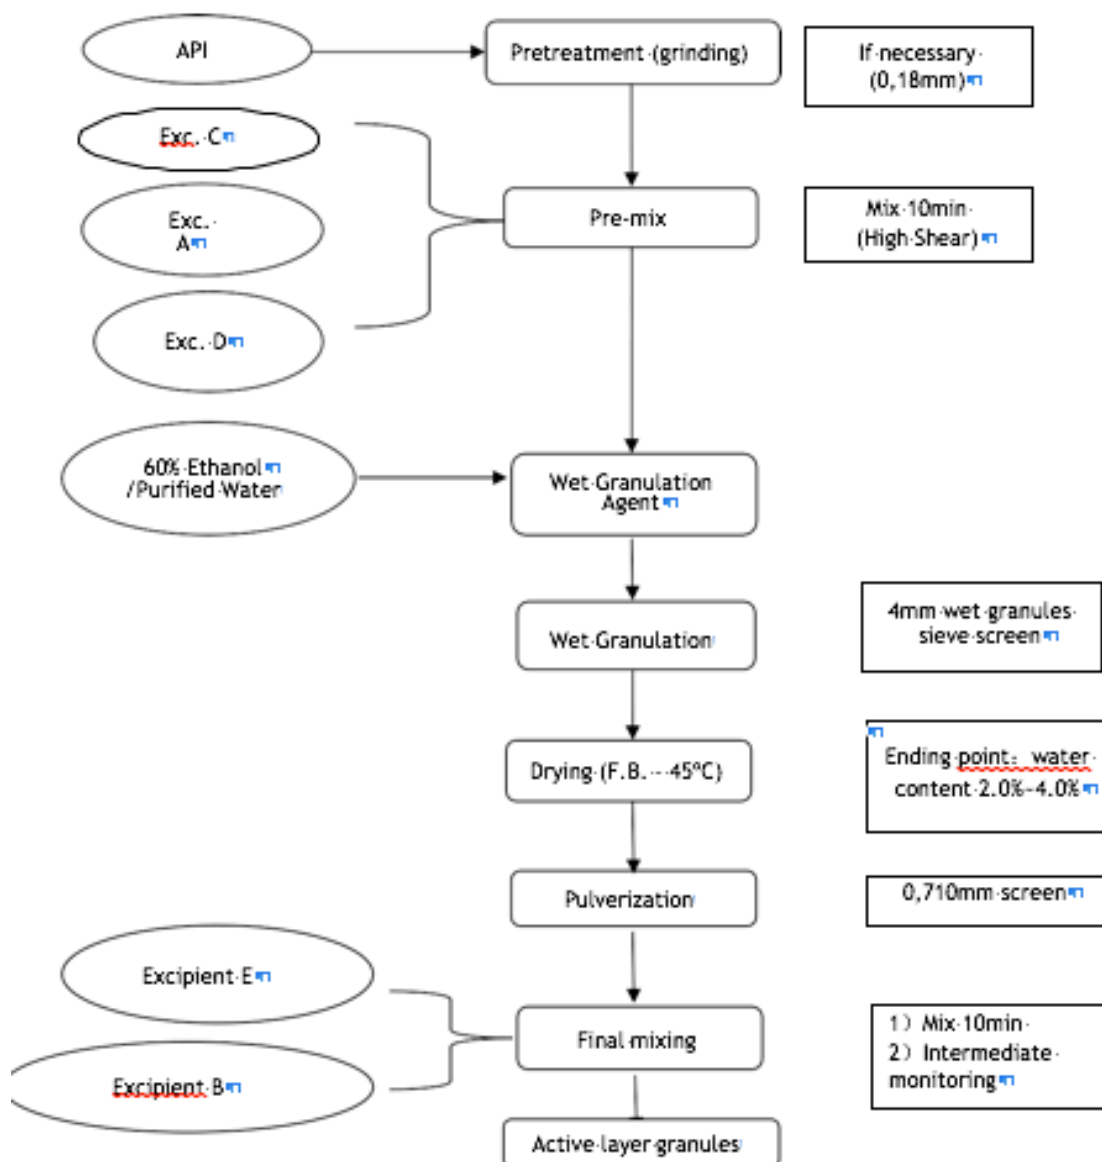 API
Pretreatment (grinding)
If necessary
(0,18mm)
Exc. C
Exc.
A
Exc. D
Pre-mix
Mix 10min
(High Shear)
60% Ethanol
/Purified Water
Wet Granulation
Agent
Wet Granulation
4mm wet granules
sieve screen
Drying (F.B. --45ºC)
Ending point: water
content 2.0%~4.0%
Pulverization
0,710mm screen
Excipient E
Excipient B
Final mixing
1）Mix 10min
2）Intermediate
monitoring
Active layer granules